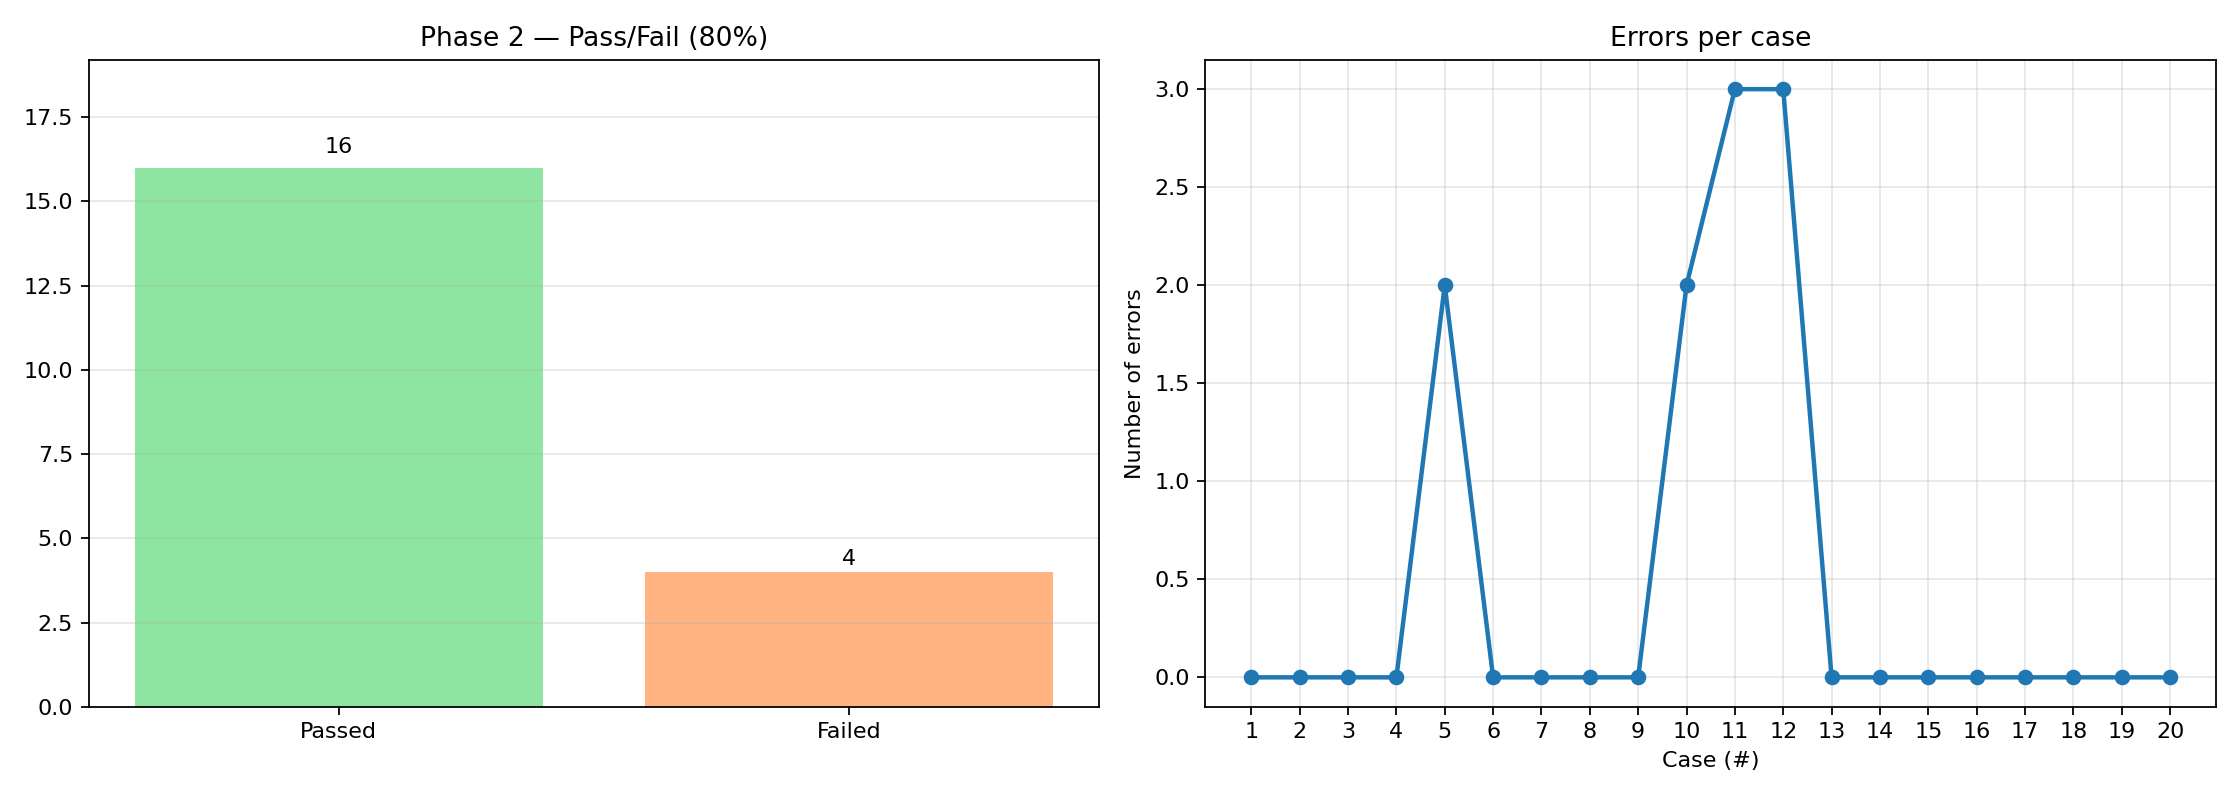 Phase 2 — Pass/Fail (80%)
17.5
15.0
12.5
10.0
7.5
5.0
2.5
0.0
16
4
Passed Failed
Errors per case
Number of errors
3.0
2.5
2.0
1.5
1.0
0.5
0.0
1 2 3 4 5 6 7 8 9 10 11 12 13 14 15 16 17 18 19 20
Case (#)